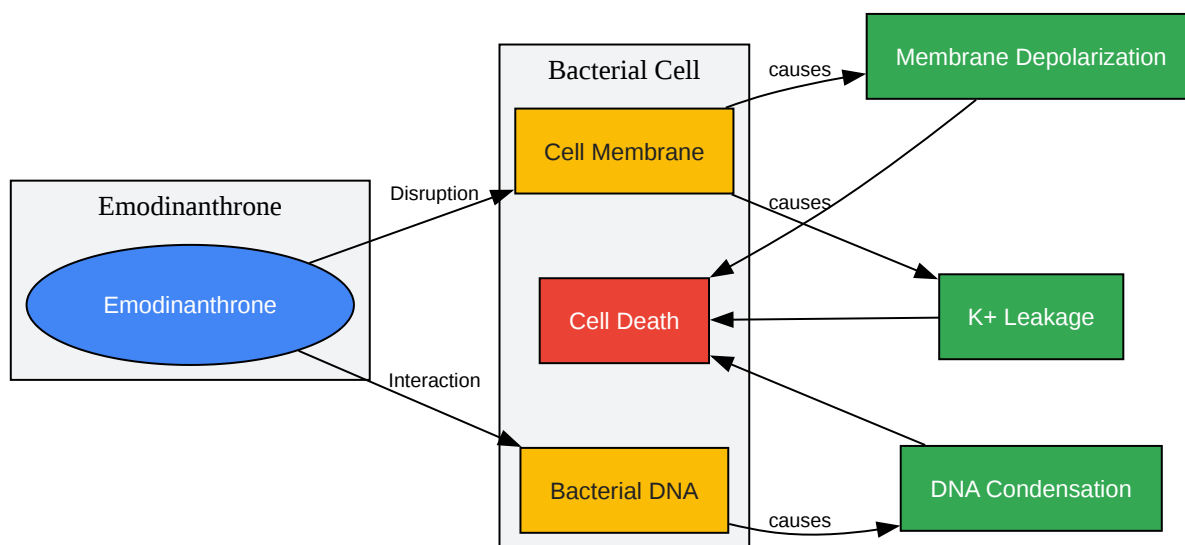 Membrane Depolarization
causes
Bacterial Cell
Cell Membrane
Disruption
Emodinanthrone
causes
Emodinanthrone
Cell Death
K+ Leakage
Interaction
Bacterial DNA
DNA Condensation
causes